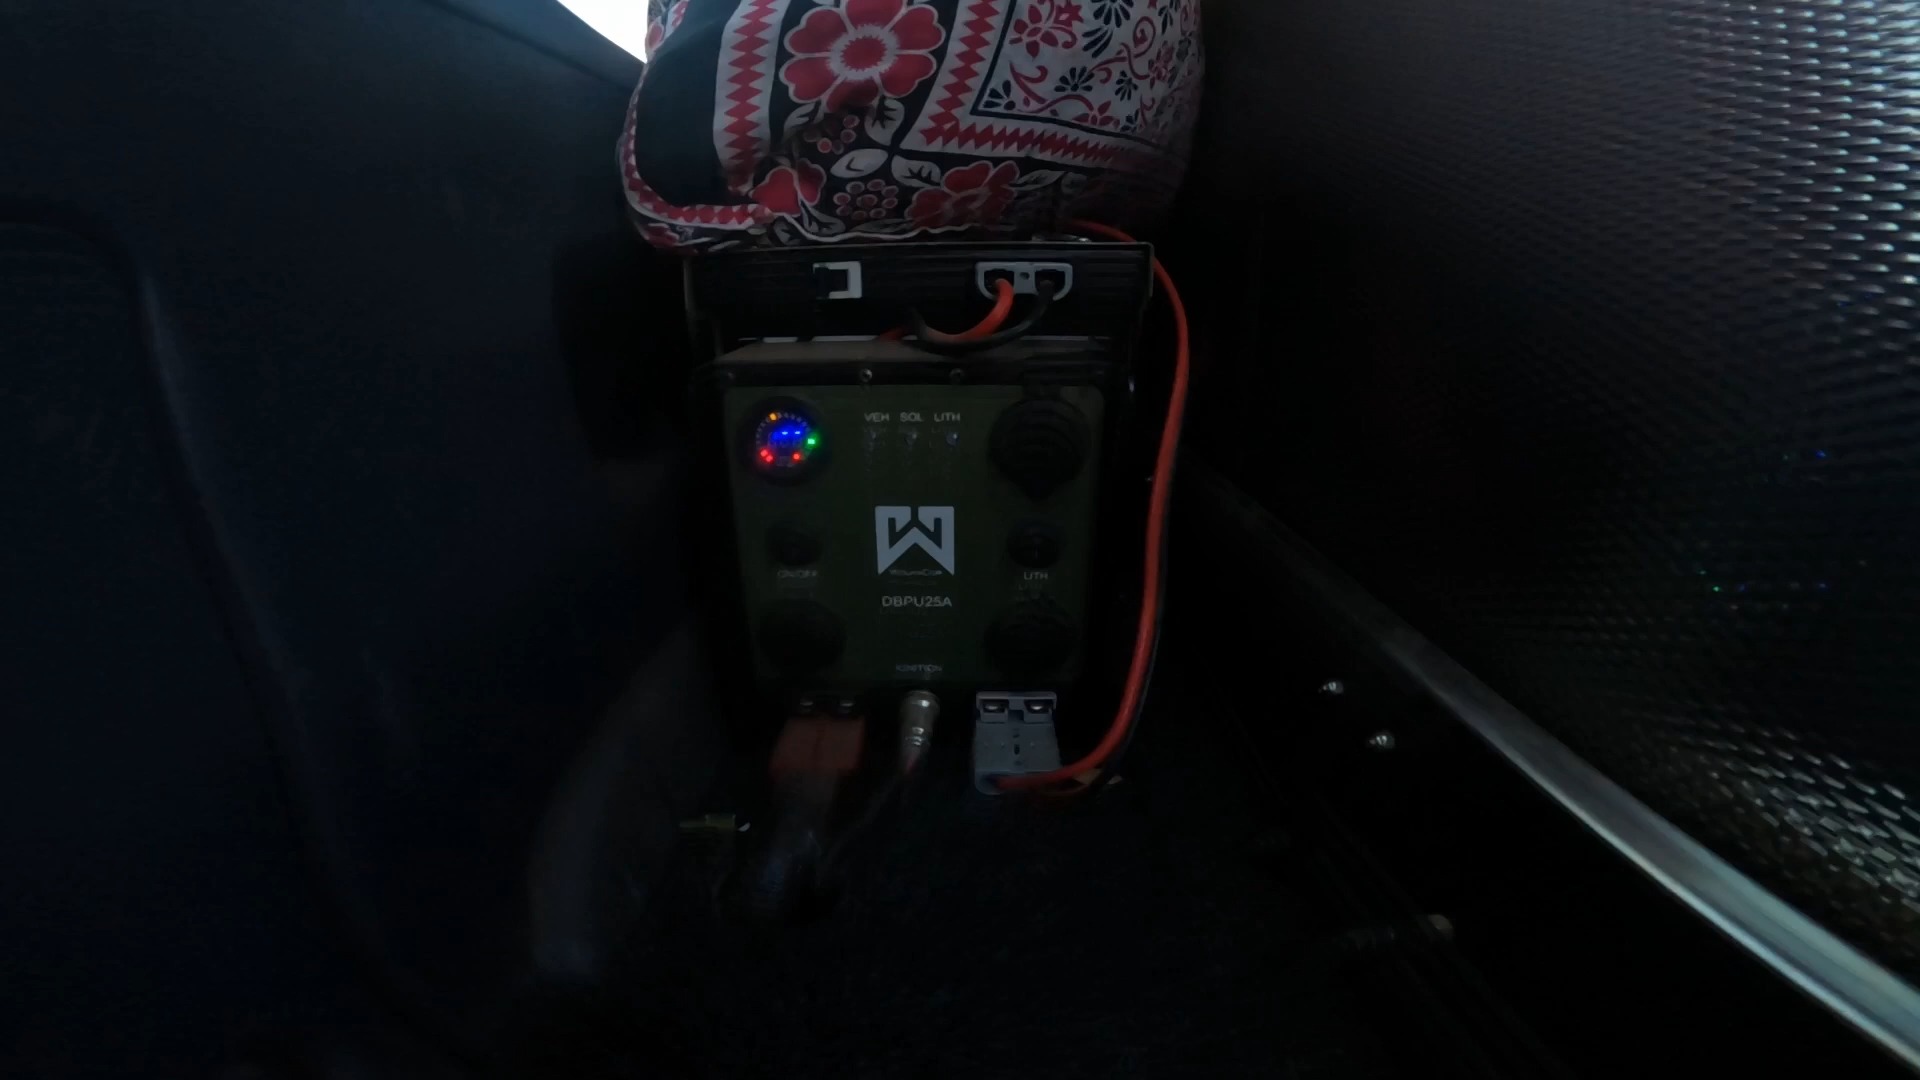 VEH SOL LITH
ON/OFF
LITH
DBPU25A
IGNITION